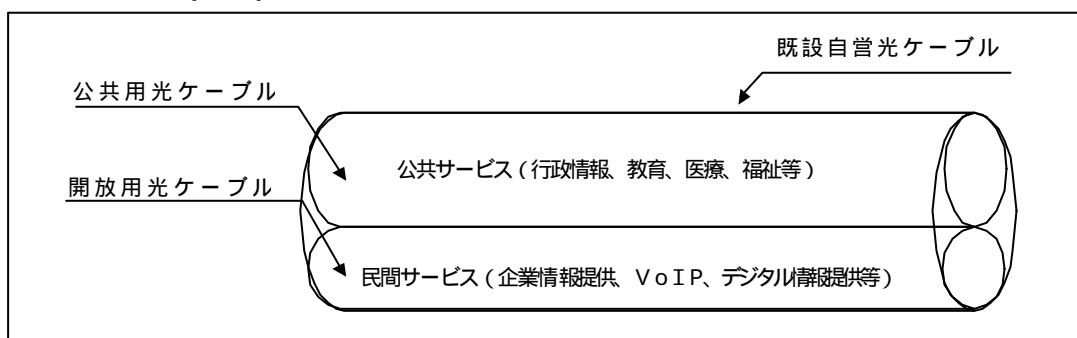 既設自営光ケーブル
公共用光ケーブル
公共サービス(行政情報、教育、医療、福祉等)
開放用光ケーブル
民間サービス(企業情報提供、VoIP、デジタル情報提供等)